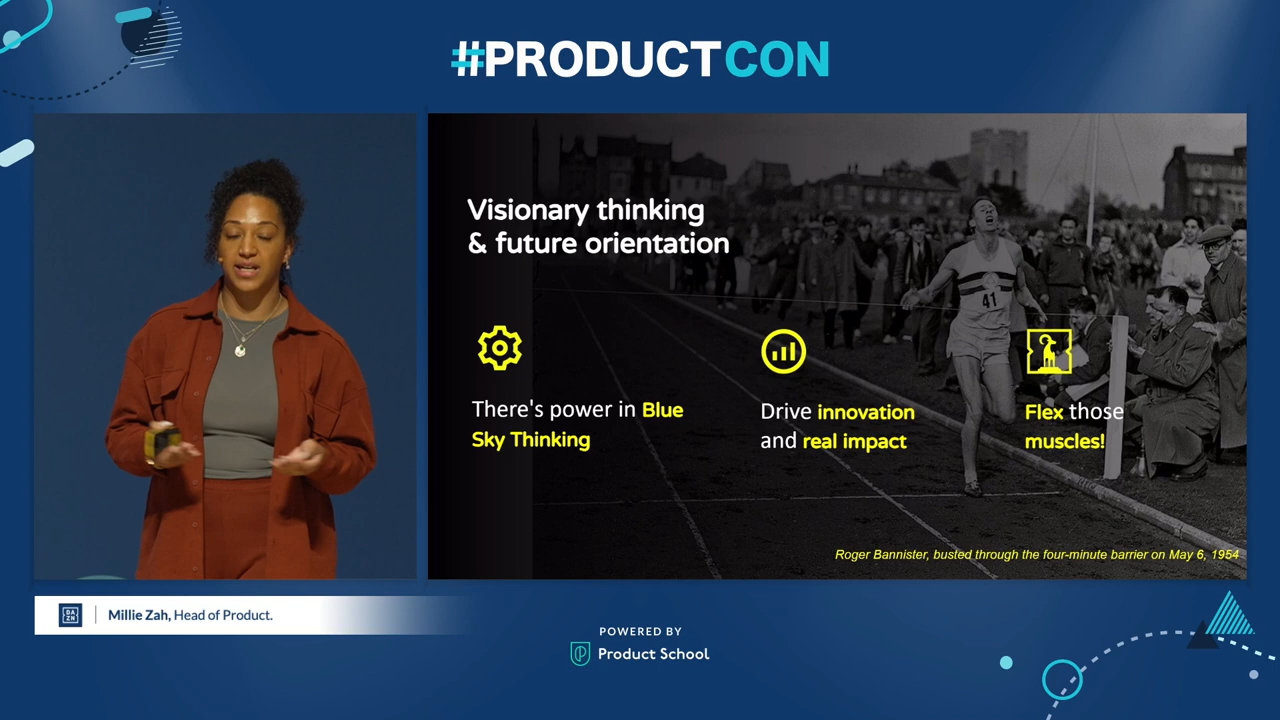 #PRODUCTCON
Visionary thinking
& future orientation
41
There's power in Blue
Sky Thinking
Drive innovation
and real impact
Flex those
muscles!
Roger Bannister, busted through the four-minute barrier on May 6, 1954
DA
ZN
Millie Zah, Head of Product.
POWERED BY
Product School